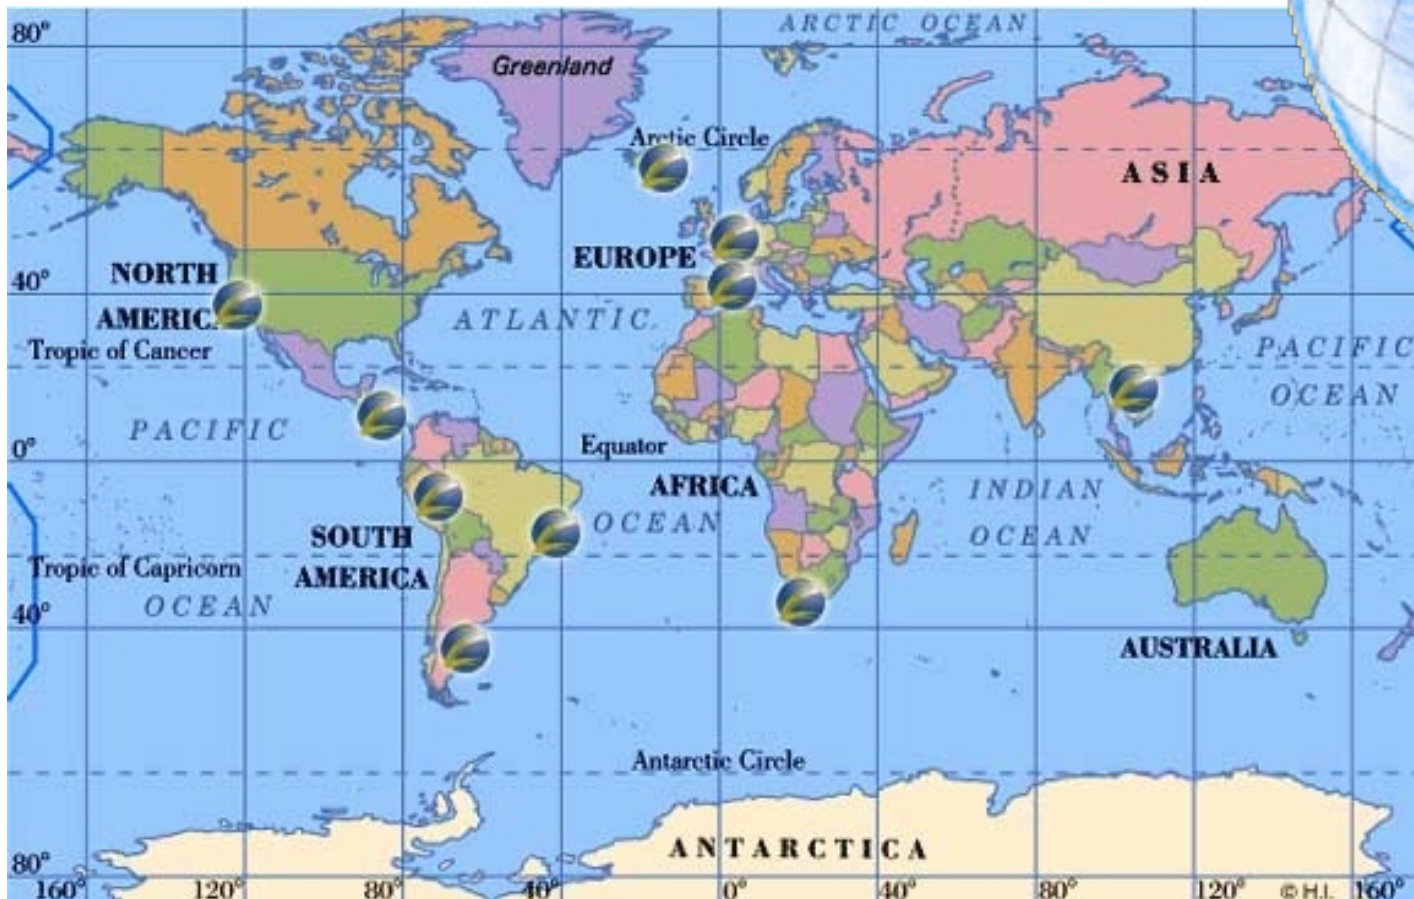 ARCTIC OCEAN
80°
Greenland
Arctic Circle
ASIA
NORTH
AMERICA
EUROPE
40°
ATLANTIC
Tropic of Cancer
PACIFIC
OCEAN
PACIFIC
Equator
0°
AFRICA
INDIAN
OCEAN
OCEAN
SOUTH
AMERICA
Tropic of Capricorn
OCEAN
40°
AUSTRALIA
Antarctic Circle
ANTARCTICA
80°
160° 120° 80° 40° 0° 40° 80° 120° © H.I. 160°